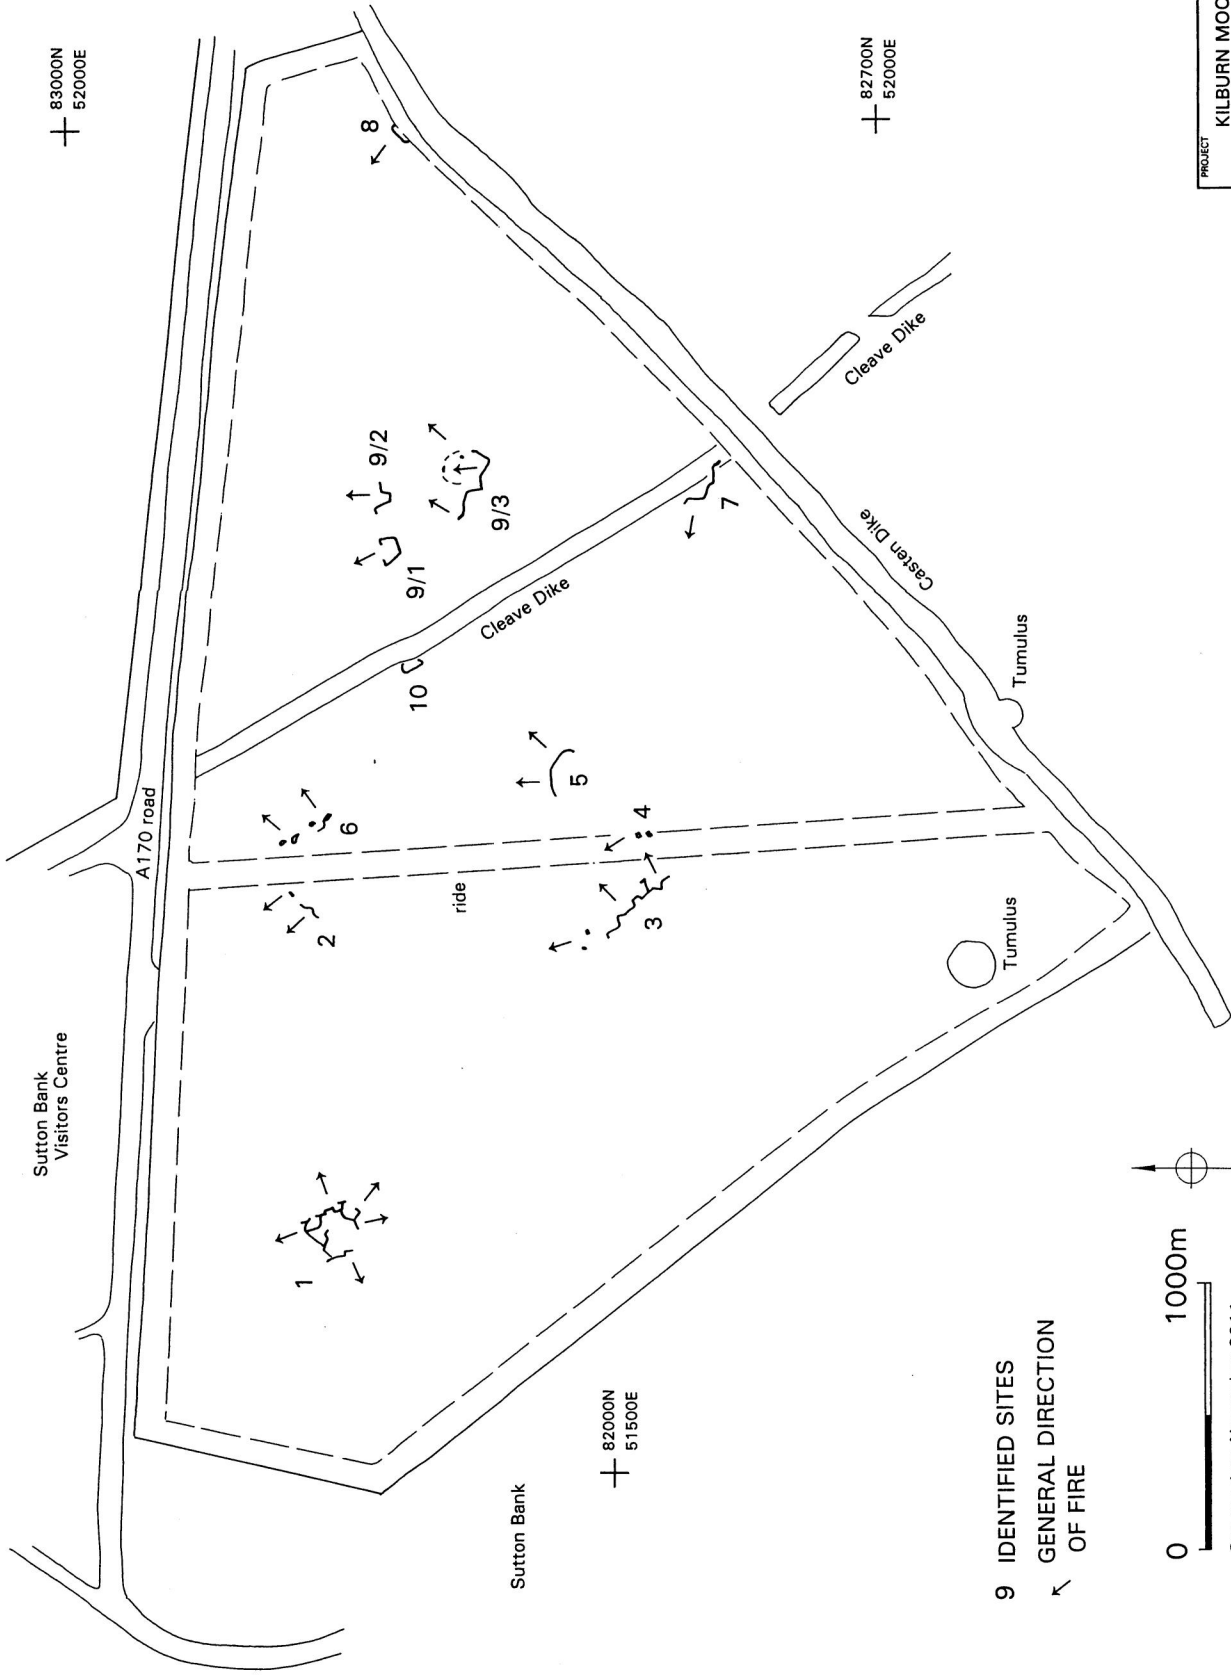 Sutton Bank
Visitors Centre
83000N
52000E
A170 road
82700N
52000E
8
9/2
9/1
9/3
10
Cleave Dike
7
Cleave Dike
Casten Dike
Tumulus
6
2
ride
5
4
3
Tumulus
1
82000N
51500E
Sutton Bank
9 IDENTIFIED SITES
GENERAL DIRECTION
OF FIRE
0 1000m
PROJECT